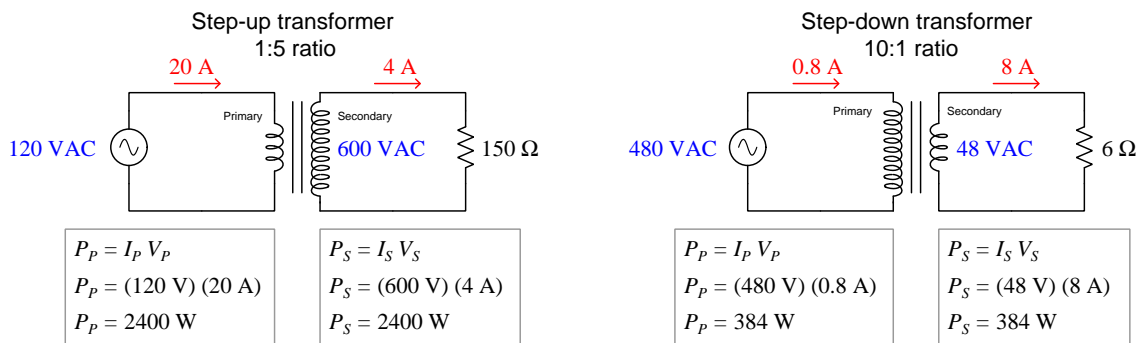 Step-up transformer
1:5 ratio
20 A
4 A
Primary
Secondary
120 VAC
600 VAC
150 Ω
P_P = I_P V_P
P_P = (120 V) (20 A)
P_P = 2400 W
P_S = I_S V_S
P_S = (600 V) (4 A)
P_S = 2400 W
Step-down transformer
10:1 ratio
0.8 A
8 A
Primary
Secondary
480 VAC
48 VAC
6 Ω
P_P = I_P V_P
P_P = (480 V) (0.8 A)
P_P = 384 W
P_S = I_S V_S
P_S = (48 V) (8 A)
P_S = 384 W